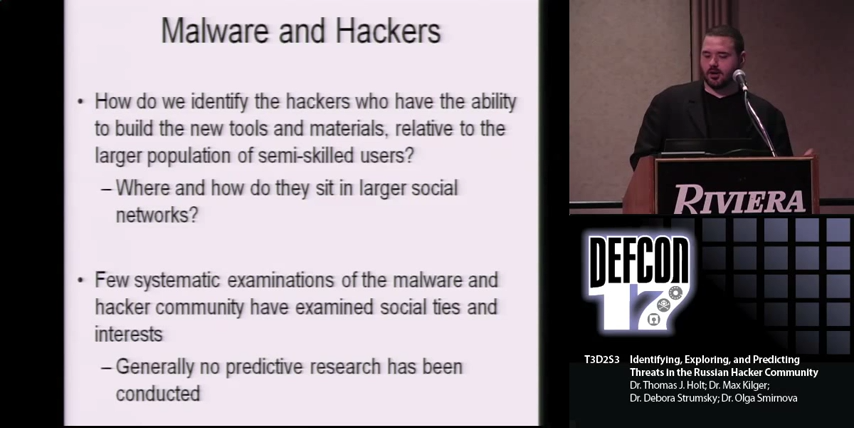 Malware and Hackers
• How do we identify the hackers who have the ability
to build the new tools and materials, relative to the
larger population of semi-skilled users?
– Where and how do they sit in larger social
networks?
• Few systematic examinations of the malware and
hacker community have examined social ties and
interests
– Generally no predictive research has been
conducted
RIVIERA
DEFCON
17
T3D2S3 Identifying, Exploring, and Predicting
Threats in the Russian Hacker Community
Dr. Thomas J. Holt; Dr. Max Kilger;
Dr. Debora Strumsky; Dr. Olga Smirnova